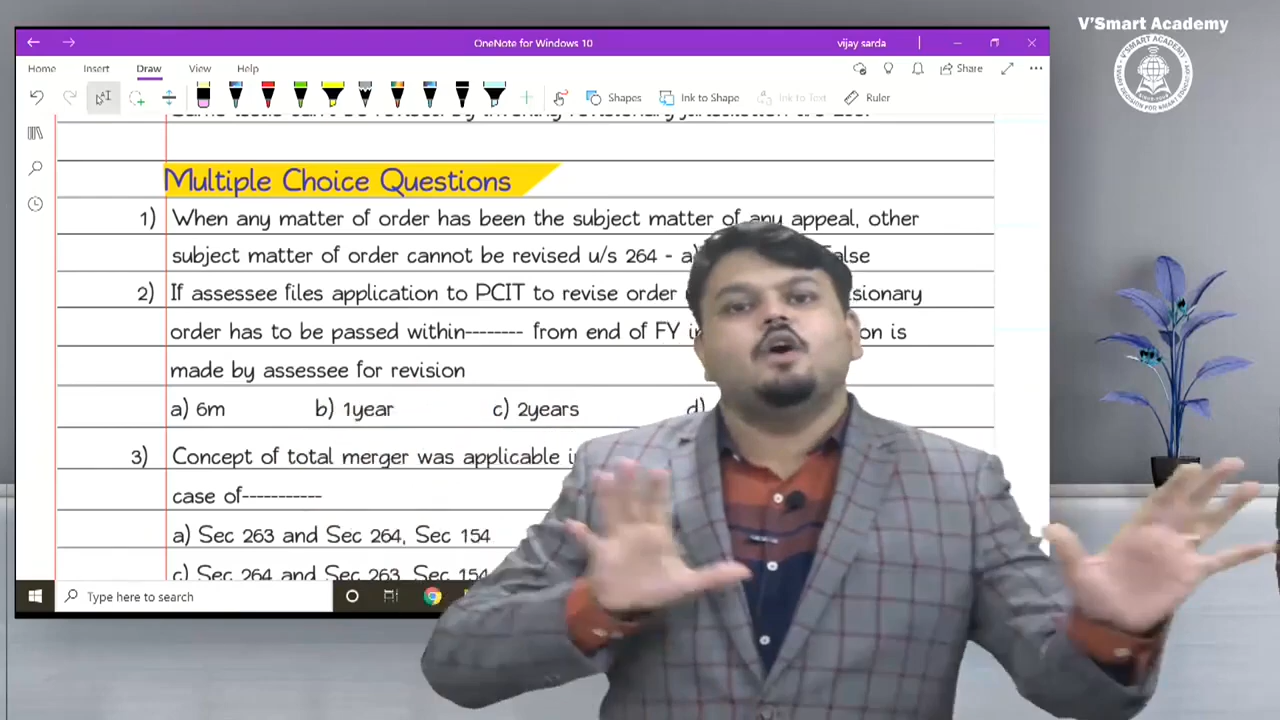 V'Smart Academy
OneNote for Windows 10
vijay sarda
Home Insert Draw View Help
Share
Shapes Ink to Shape Ink to Text Ruler
Multiple Choice Questions
1) When any matter of order has been the subject matter of any appeal, other
subject matter of order cannot be revised u/s 264 - a)
2) If assessee files application to PCIT to revise order
order has to be passed within-------- from end of FY
made by assessee for revision
a) 6m b) 1year c) 2years d)
3) Concept of total merger was applicable
case of-----------
a) Sec 263 and Sec 264, Sec 154
c) Sec 264 and Sec 263, Sec 154
Type here to search